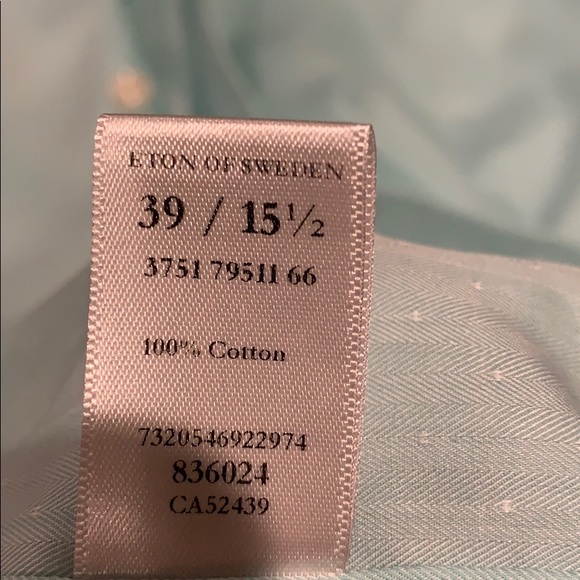 ETON OF SWEDEN
39 / 15½
3751 79511 66
100% Cotton
7320546922974
836024
CA52439